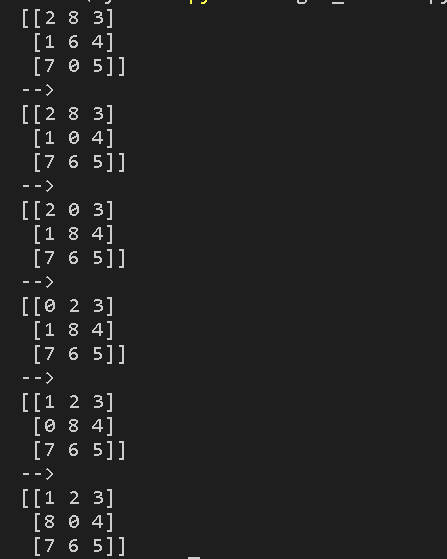 [[2 8 3]
 [1 6 4]
 [7 0 5]]
-->
[[2 8 3]
 [1 0 4]
 [7 6 5]]
-->
[[2 0 3]
 [1 8 4]
 [7 6 5]]
-->
[[0 2 3]
 [1 8 4]
 [7 6 5]]
-->
[[1 2 3]
 [0 8 4]
 [7 6 5]]
-->
[[1 2 3]
 [8 0 4]
 [7 6 5]]